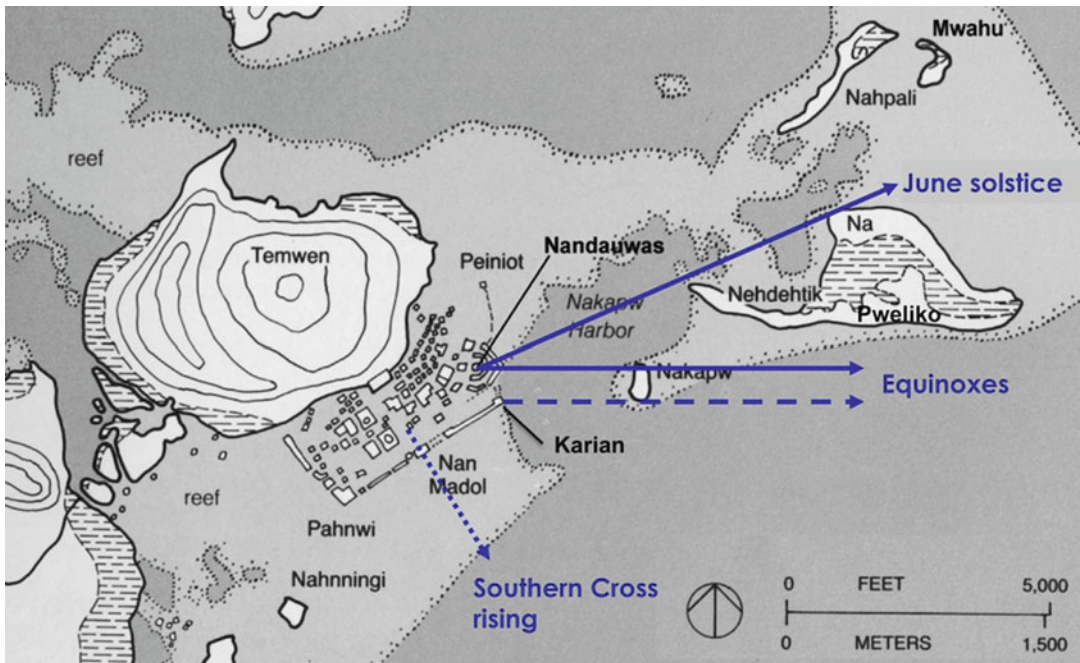 Mwahu
Nahpali
reef
June solstice
Na
Temwen
Nandauwas
Peiniot
Nakapw
Harbor
Nehdehtik
Pweliko
Nakapw
Equinoxes
Karian
Nan
Madol
reef
Pahnwi
Nahnningi
Southern Cross
rising
0 FEET 5,000
0 METERS 1,500